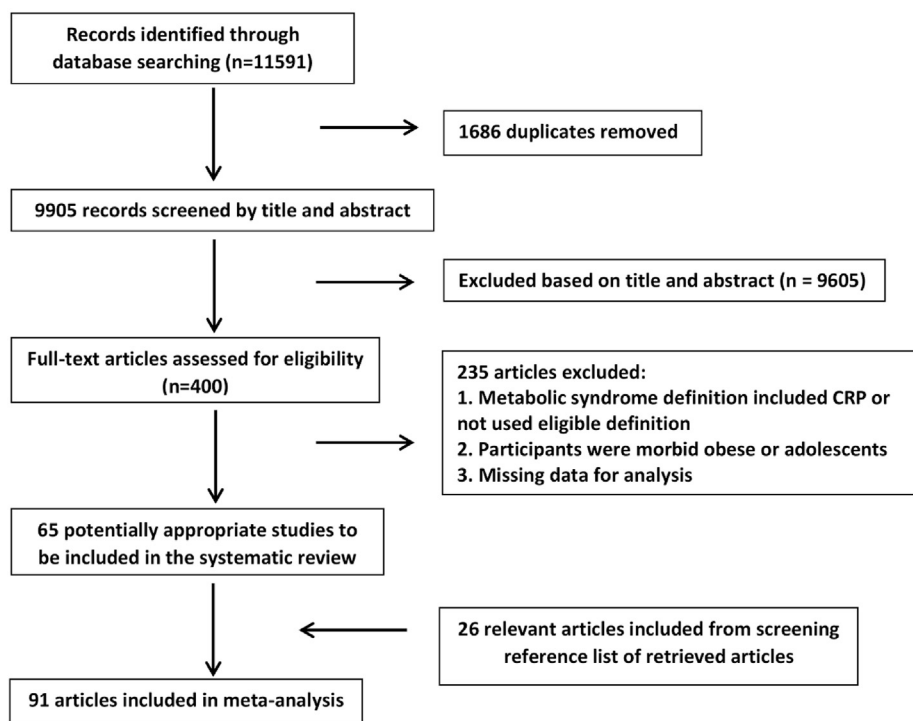 Records identified through
database searching (n=11591)
1686 duplicates removed
9905 records screened by title and abstract
Excluded based on title and abstract (n = 9605)
Full-text articles assessed for eligibility
(n=400)
235 articles excluded:
1. Metabolic syndrome definition included CRP or
not used eligible definition
2. Participants were morbid obese or adolescents
3. Missing data for analysis
65 potentially appropriate studies to
be included in the systematic review
26 relevant articles included from screening
reference list of retrieved articles
91 articles included in meta-analysis